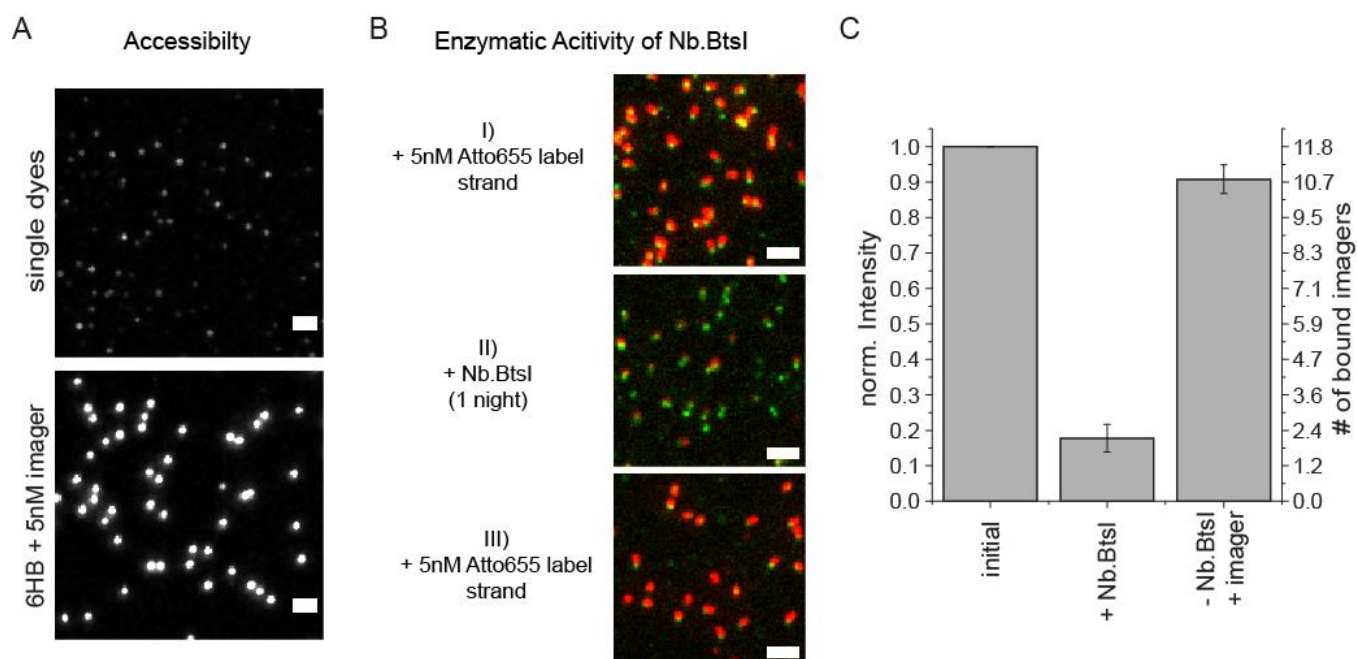 A
Accessibilty
single dyes
6HB + 5nM imager
B
Enzymatic Acitivity of Nb.BtsI
I)
+ 5nM Atto655 label
strand
II)
+ Nb.BtsI
(1 night)
III)
+ 5nM Atto655 label
strand
C
norm. Intensity
1.0
0.9
0.8
0.7
0.6
0.5
0.4
0.3
0.2
0.1
0.0
11.8
10.7
9.5
8.3
7.1
5.9
4.7
3.6
2.4
1.2
0.0
# of bound imagers
initial
+ Nb.BtsI
- Nb.BtsI
+ imager